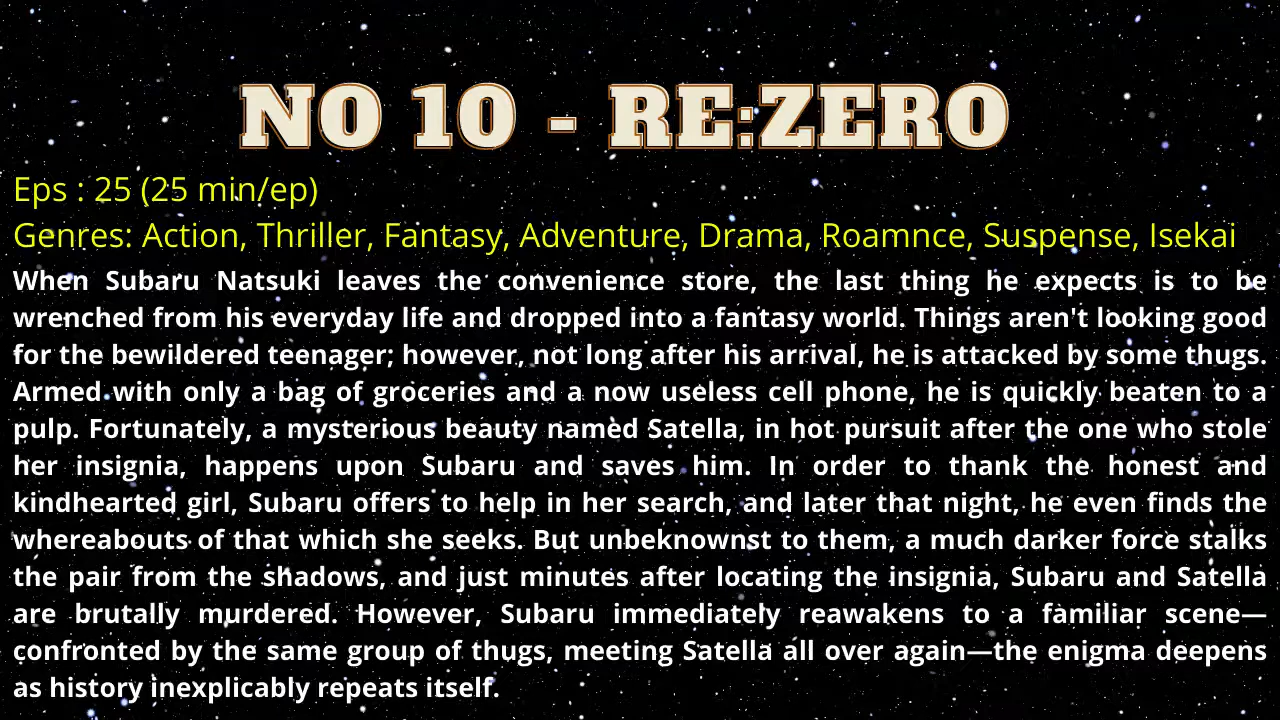 NO 10 - RE:ZERO
Eps : 25 (25 min/ep)
Genres: Action, Thriller, Fantasy, Adventure, Drama, Roamnce, Suspense, Isekai
When Subaru Natsuki leaves the convenience store, the last thing he expects is to be
wrenched from his everyday life and dropped into a fantasy world. Things aren't looking good
for the bewildered teenager; however, not long after his arrival, he is attacked by some thugs.
Armed with only a bag of groceries and a now useless cell phone, he is quickly beaten to a
pulp. Fortunately, a mysterious beauty named Satella, in hot pursuit after the one who stole
her insignia, happens upon Subaru and saves him. In order to thank the honest and
kindhearted girl, Subaru offers to help in her search, and later that night, he even finds the
whereabouts of that which she seeks. But unbeknownst to them, a much darker force stalks
the pair from the shadows, and just minutes after locating the insignia, Subaru and Satella
are brutally murdered. However, Subaru immediately reawakens to a familiar scene—
confronted by the same group of thugs, meeting Satella all over again—the enigma deepens
as history inexplicably repeats itself.